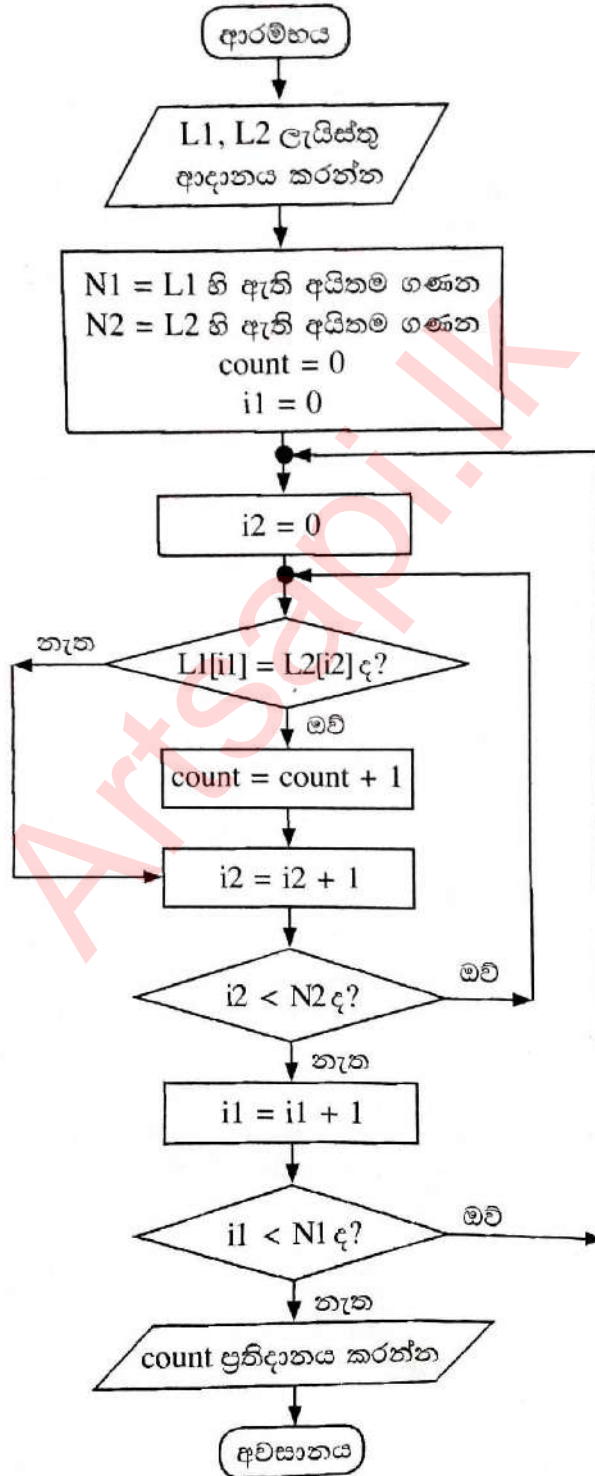 ආරම්භය
L1, L2 ලැයිස්තු
ආදානය කරන්න
N1 = L1 හි ඇති අයිතම ගණන
N2 = L2 හි ඇති අයිතම ගණන
count = 0
i1 = 0
i2 = 0
නැත
L1[i1] = L2[i2] ද?
ඔව්
count = count + 1
i2 = i2 + 1
i2 < N2 ද?
ඔව්
නැත
i1 = i1 + 1
i1 < N1 ද?
ඔව්
නැත
count ප්‍රතිදානය කරන්න
අවසානය
Artsapi.lk